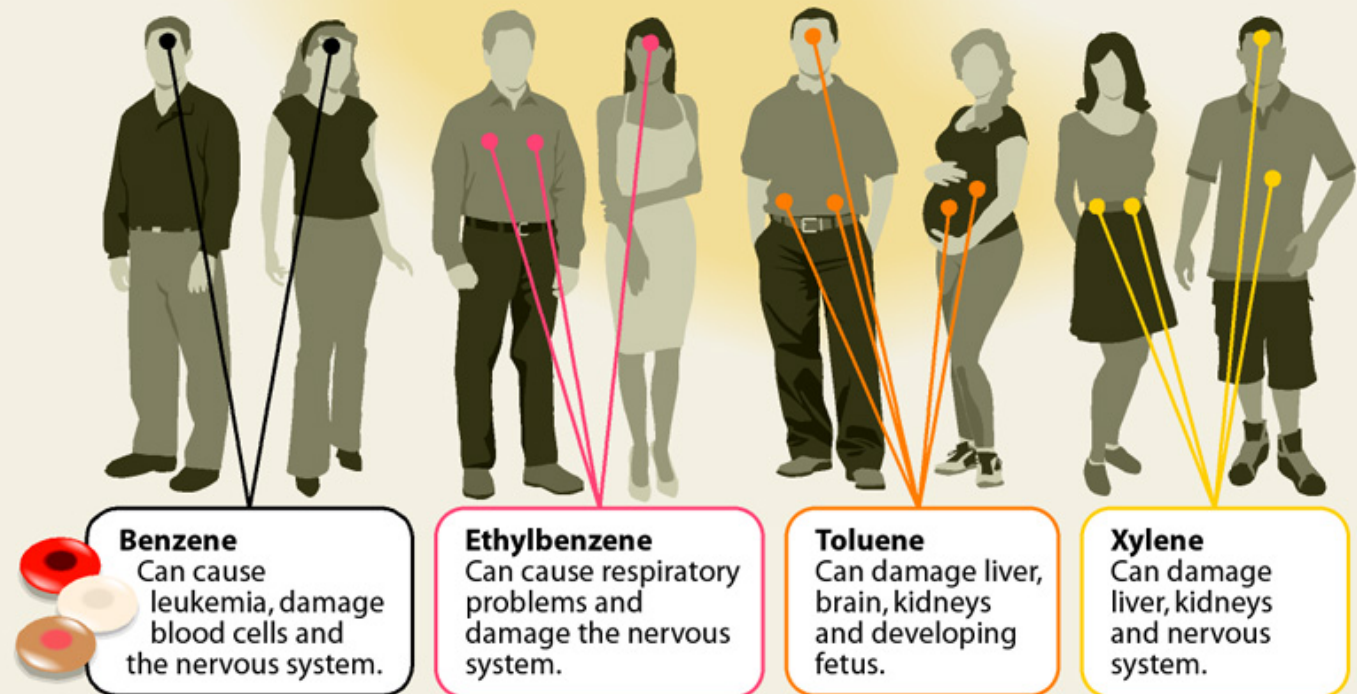 Benzene
Can cause
leukemia, damage
blood cells and
the nervous system.
Ethylbenzene
Can cause respiratory
problems and
damage the nervous
system.
Toluene
Can damage liver,
brain, kidneys
and developing
fetus.
Xylene
Can damage
liver, kidneys
and nervous
system.